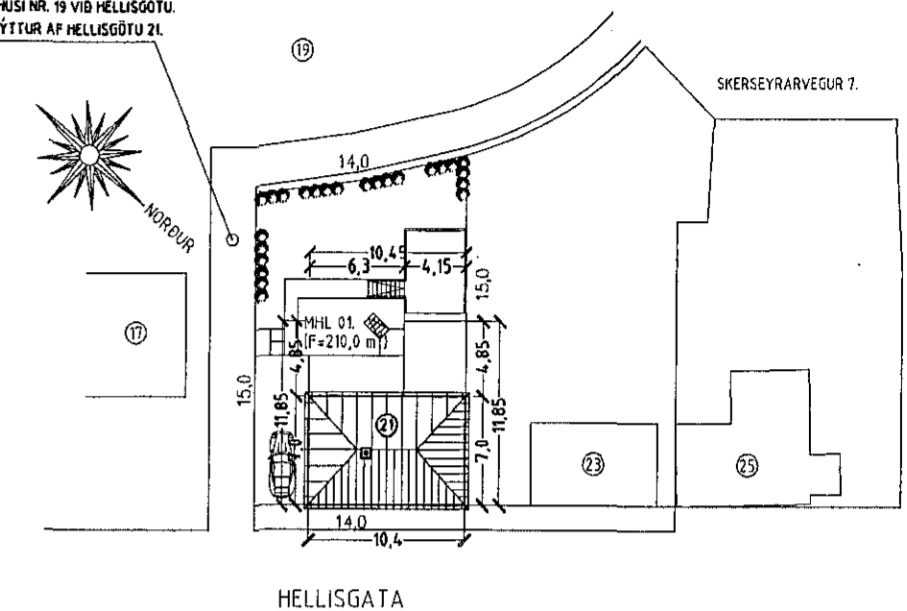 HÚSI NR. 19 VIÐ HELLISGÖTU.
ÝTTUR AF HELLISGÖTU 21.
19
SKERSEYRARVEGUR 7.
14,0
NORÐUR
10,45
6,3
4,15
15,0
17
MHL 01.
(F=210,0 m²)
4,85
4,85
15,0
11,85
11,85
21
7,0
7,0
23
25
14,0
10,4
HELLISGATA